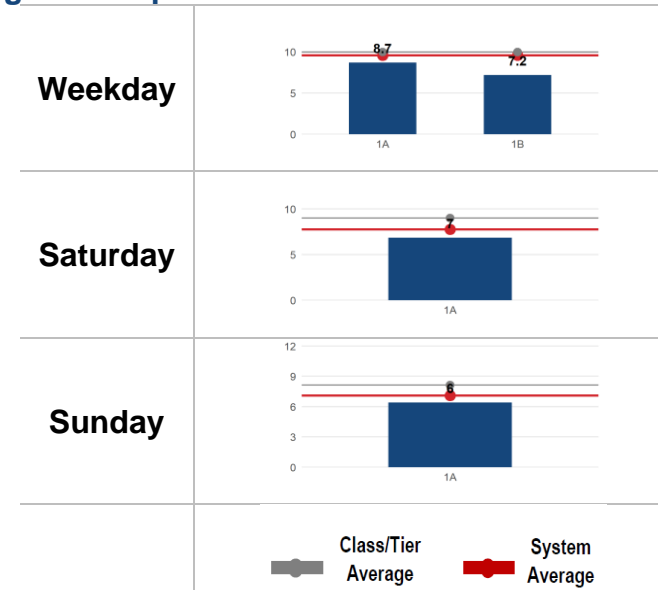 Weekday
10
5
0
8.7
7.2
1A
1B
Saturday
10
5
0
7
1A
Sunday
12
9
6
3
0
6
1A
Class/Tier
Average
System
Average